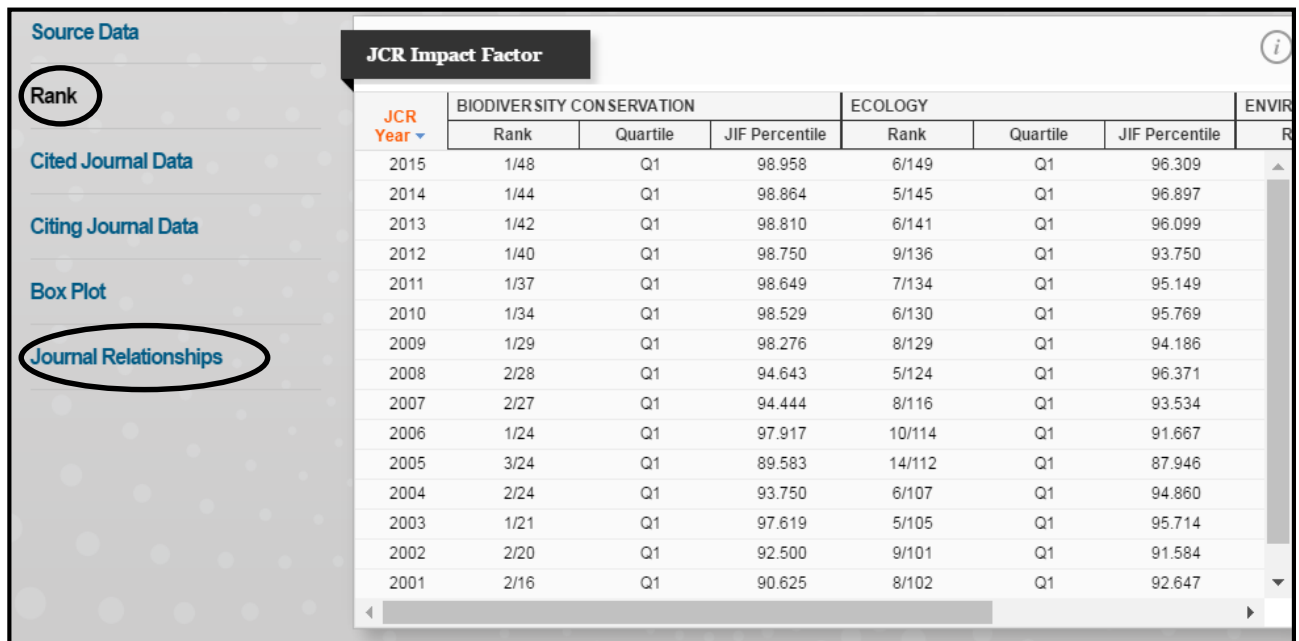 Source Data
Rank
Cited Journal Data
Citing Journal Data
Box Plot
Journal Relationships
JCR Impact Factor
i
JCR Year BIODIVERSITY CONSERVATION ECOLOGY ENVIR
Rank Quartile JIF Percentile Rank Quartile JIF Percentile R
2015 1/48 Q1 98.958 6/149 Q1 96.309
2014 1/44 Q1 98.864 5/145 Q1 96.897
2013 1/42 Q1 98.810 6/141 Q1 96.099
2012 1/40 Q1 98.750 9/136 Q1 93.750
2011 1/37 Q1 98.649 7/134 Q1 95.149
2010 1/34 Q1 98.529 6/130 Q1 95.769
2009 1/29 Q1 98.276 8/129 Q1 94.186
2008 2/28 Q1 94.643 5/124 Q1 96.371
2007 2/27 Q1 94.444 8/116 Q1 93.534
2006 1/24 Q1 97.917 10/114 Q1 91.667
2005 3/24 Q1 89.583 14/112 Q1 87.946
2004 2/24 Q1 93.750 6/107 Q1 94.860
2003 1/21 Q1 97.619 5/105 Q1 95.714
2002 2/20 Q1 92.500 9/101 Q1 91.584
2001 2/16 Q1 90.625 8/102 Q1 92.647